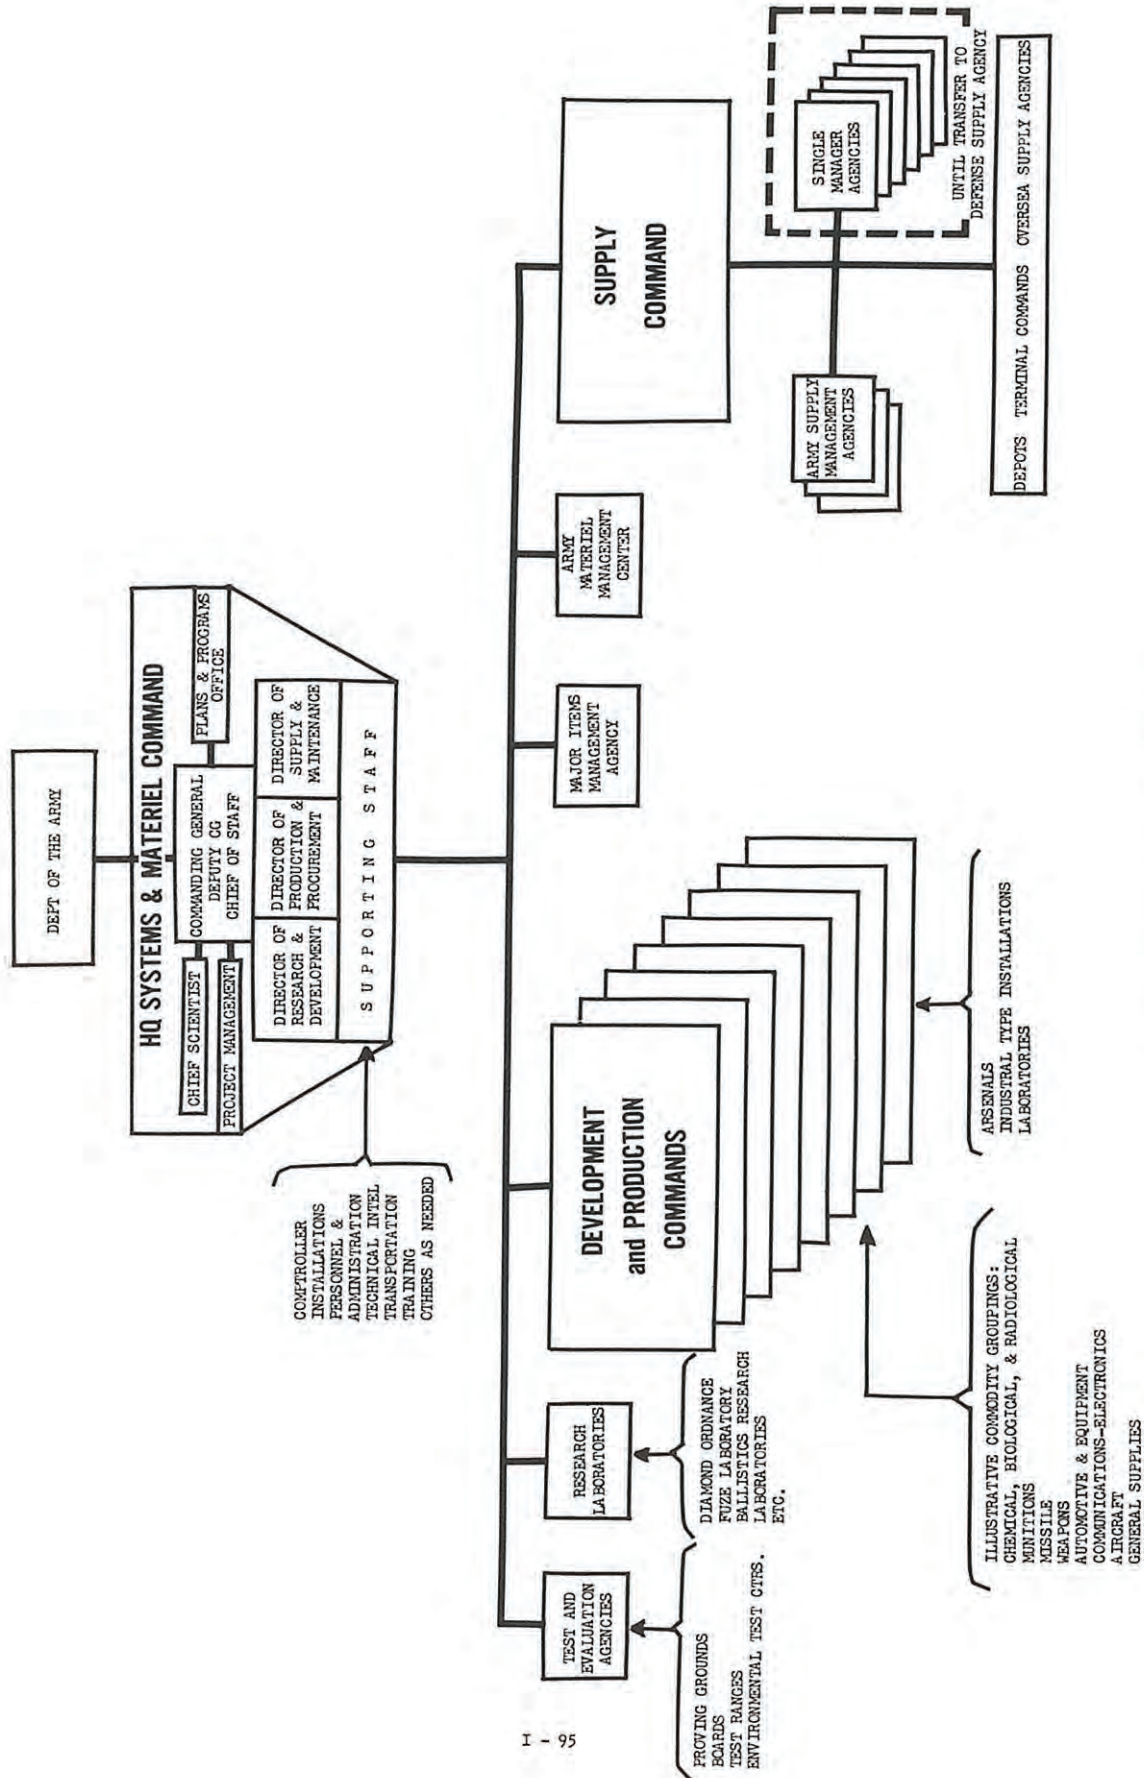 DEPT OF THE ARMY
HQ SYSTEMS & MATERIEL COMMAND
CHIEF SCIENTIST
PROJECT MANAGEMENT
COMMANDING GENERAL
DEPUTY CG
CHIEF OF STAFF
PLANS & PROGRAMS
OFFICE
DIRECTOR OF
RESEARCH &
DEVELOPMENT
DIRECTOR OF
PRODUCTION &
PROCUREMENT
DIRECTOR OF
SUPPLY &
MAINTENANCE
SUPPORTING STAFF
COMPTROLLER
INSTALLATIONS
PERSONNEL &
ADMINISTRATION
TECHNICAL INTEL
TRANSPORTATION
TRAINING
OTHERS AS NEEDED
TEST AND
EVALUATION
AGENCIES
PROVING GROUNDS
BOARDS
TEST RANGES
ENVIRONMENTAL TEST CTRS.
RESEARCH
LABORATORIES
DIAMOND ORDNANCE
FUZE LABORATORY
BALLISTICS RESEARCH
LABORATORIES
ETC.
DEVELOPMENT
and PRODUCTION
COMMANDS
ILLUSTRATIVE COMMODITY GROUPINGS:
CHEMICAL, BIOLOGICAL, & RADIOLOGICAL
MUNITIONS
MISSILE
WEAPONS
AUTOMOTIVE & EQUIPMENT
COMMUNICATIONS-ELECTRONICS
AIRCRAFT
GENERAL SUPPLIES
ARSENALS
INDUSTRAL TYPE INSTALLATIONS
LABORATORIES
MAJOR ITEMS
MANAGEMENT
AGENCY
ARMY
MATERIEL
MANAGEMENT
CENTER
SUPPLY
COMMAND
ARMY SUPPLY
MANAGEMENT
AGENCIES
SINGLE
MANAGER
AGENCIES
UNTIL TRANSFER TO
DEFENSE SUPPLY AGENCY
DEPOTS TERMINAL COMMANDS OVERSEA SUPPLY AGENCIES
I - 95